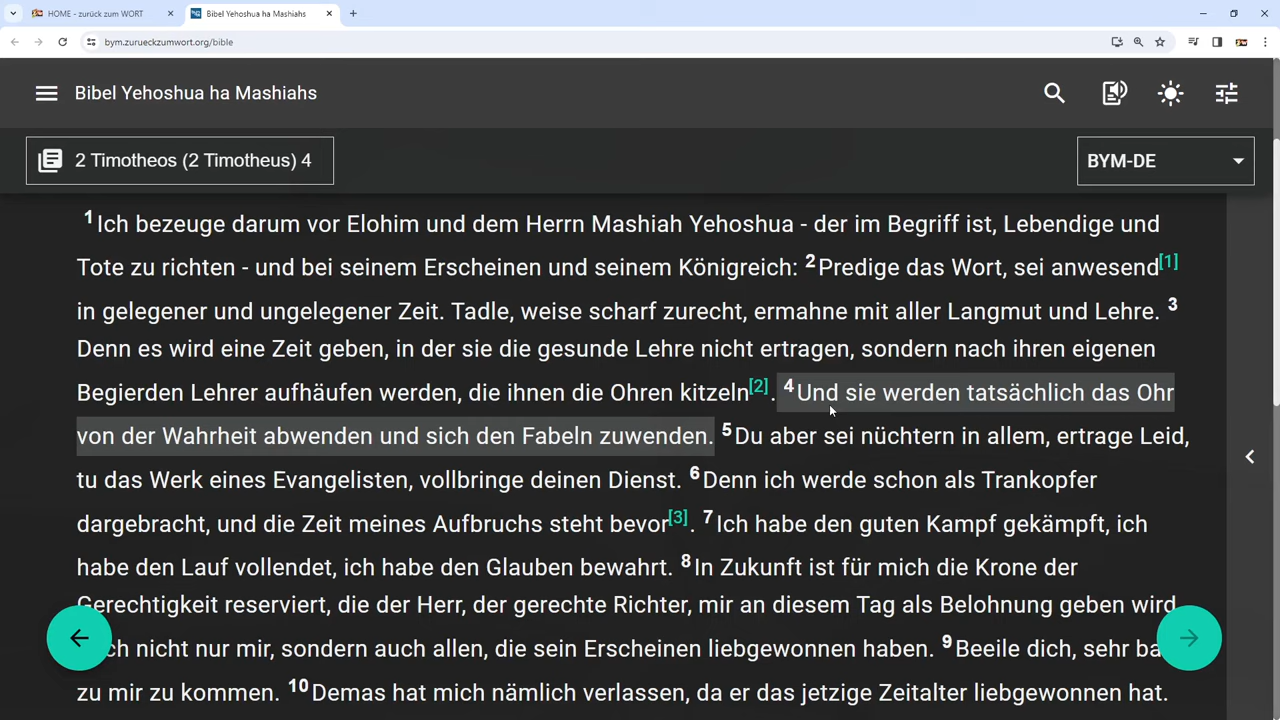 HOME - zurück zum WORT
Bibel Yehoshua ha Mashiahs
bym.zurueckzumwort.org/bible
Bibel Yehoshua ha Mashiahs
2 Timotheos (2 Timotheus) 4
BYM-DE
1 Ich bezeuge darum vor Elohim und dem Herrn Mashiah Yehoshua - der im Begriff ist, Lebendige und
Tote zu richten - und bei seinem Erscheinen und seinem Königreich: 2 Predige das Wort, sei anwesend[1]
in gelegener und ungelegener Zeit. Tadle, weise scharf zurecht, ermahne mit aller Langmut und Lehre. 3
Denn es wird eine Zeit geben, in der sie die gesunde Lehre nicht ertragen, sondern nach ihren eigenen
Begierden Lehrer aufhäufen werden, die ihnen die Ohren kitzeln[2]. 4 Und sie werden tatsächlich das Ohr
von der Wahrheit abwenden und sich den Fabeln zuwenden. 5 Du aber sei nüchtern in allem, ertrage Leid,
tu das Werk eines Evangelisten, vollbringe deinen Dienst. 6 Denn ich werde schon als Trankopfer
dargebracht, und die Zeit meines Aufbruchs steht bevor[3]. 7 Ich habe den guten Kampf gekämpft, ich
habe den Lauf vollendet, ich habe den Glauben bewahrt. 8 In Zukunft ist für mich die Krone der
Gerechtigkeit reserviert, die der Herr, der gerechte Richter, mir an diesem Tag als Belohnung geben wird
nicht nur mir, sondern auch allen, die sein Erscheinen liebgewonnen haben. 9 Beeile dich, sehr
zu mir zu kommen. 10 Demas hat mich nämlich verlassen, da er das jetzige Zeitalter liebgewonnen hat.